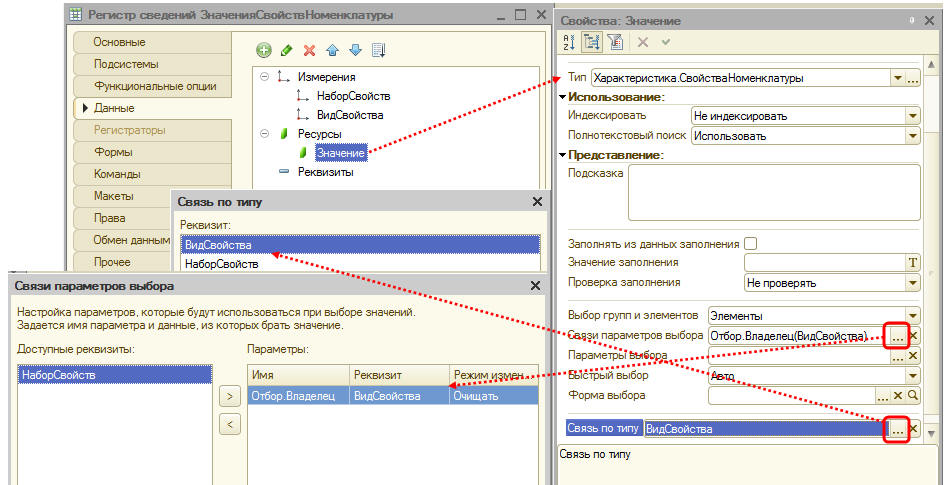 Регистр сведений ЗначенияСвойствНоменклатуры
Основные
Подсистемы
Функциональные опции
Данные
Регистраторы
Формы
Команды
Макеты
Права
Обмен данным
Прочее
Измерения
НаборСвойств
ВидСвойства
Ресурсы
Значение
Реквизиты
Связь по типу
Реквизит:
ВидСвойства
НаборСвойств
Связи параметров выбора
Настройка параметров, которые будут использоваться при выборе значений.
Задается имя параметра и данные, из которых брать значение.
Доступные реквизиты:
НаборСвойств
>
<
Параметры:
Имя Реквизит Режим измен
Отбор.Владелец ВидСвойства Очищать
Свойства: Значение
Тип Характеристика.СвойстваНоменклатуры ...
Использование:
Индексировать Не индексировать
Полнотекстовый поиск Использовать
Представление:
Подсказка
Заполнять из данных заполнения
Значение заполнения T
Проверка заполнения Не проверять
Выбор групп и элементов Элементы
Связи параметров выбора Отбор.Владелец(ВидСвойства) ...
Параметры выбора ...
Быстрый выбор Авто
Форма выбора ...
Связь по типу ВидСвойства ...
Связь по типу